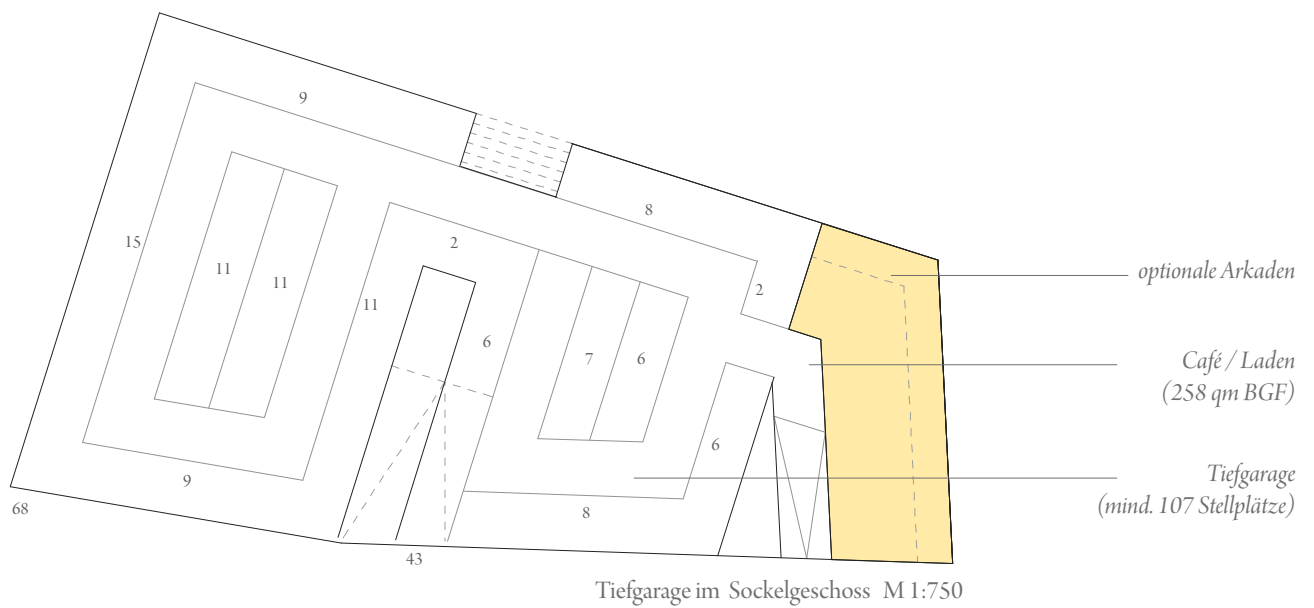 9
8
15
2
11
11
optionale Arkaden
2
11
6
7
6
Café / Laden
(258 qm BGF)
6
9
Tiefgarage
(mind. 107 Stellplätze)
68
8
43
Tiefgarage im Sockelgeschoss M 1:750